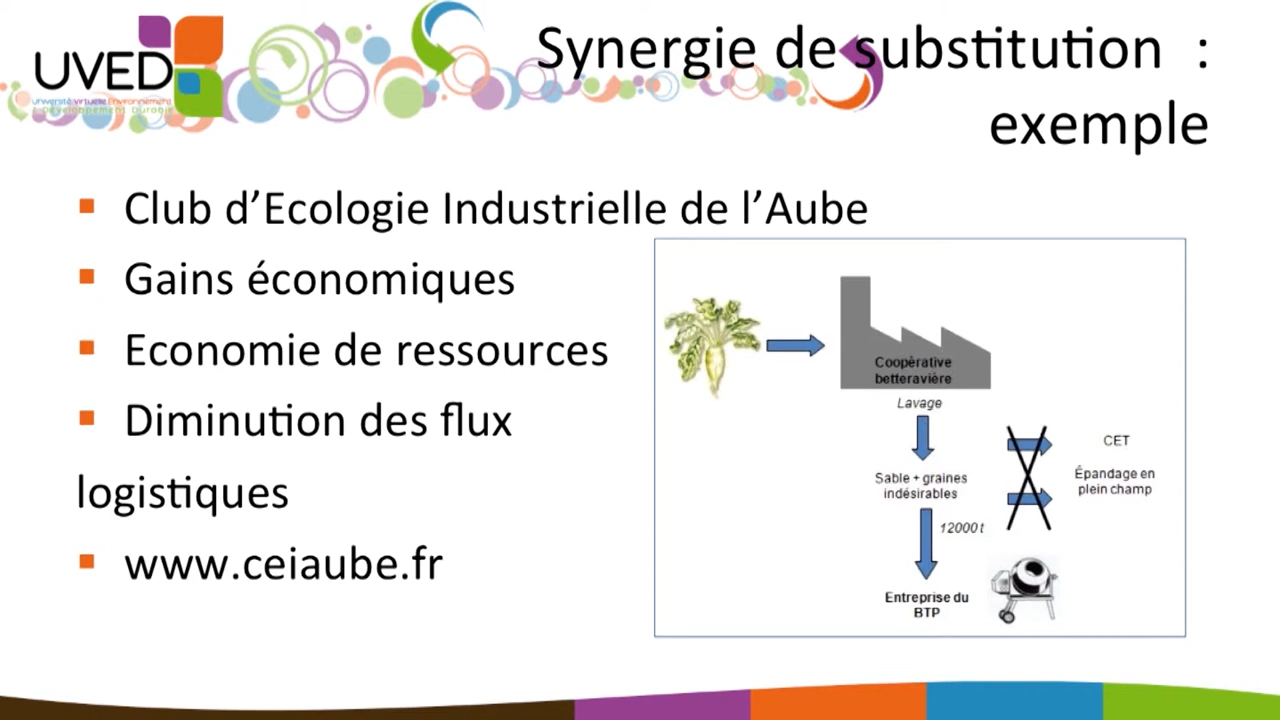 UVED
Université Virtuelle Environnement
& Développement Durable
Synergie de substitution :
exemple
Club d’Ecologie Industrielle de l’Aube
Gains économiques
Economie de ressources
Diminution des flux
logistiques
www.ceiaube.fr
Coopérative
betteravière
Lavage
Sable + graines
indésirables
CET
Épandage en
plein champ
12000 t
Entreprise du
BTP